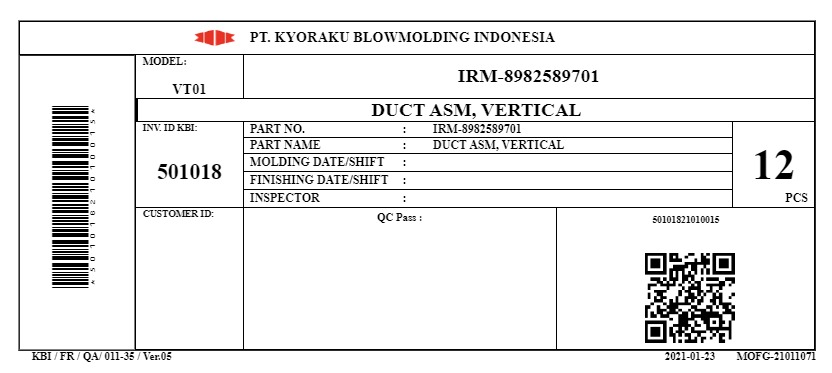 PT. KYORAKU BLOWMOLDING INDONESIA
MODEL:
VT01
IRM-8982589701
DUCT ASM, VERTICAL
*50101821010015*
INV. ID KBI:
501018
PART NO. : IRM-8982589701
PART NAME : DUCT ASM, VERTICAL
MOLDING DATE/SHIFT :
FINISHING DATE/SHIFT :
INSPECTOR :
12
PCS
CUSTOMER ID:
QC Pass :
50101821010015
KBI / FR / QA/ 011-35 / Ver.05
2021-01-23 MOFG-21011071